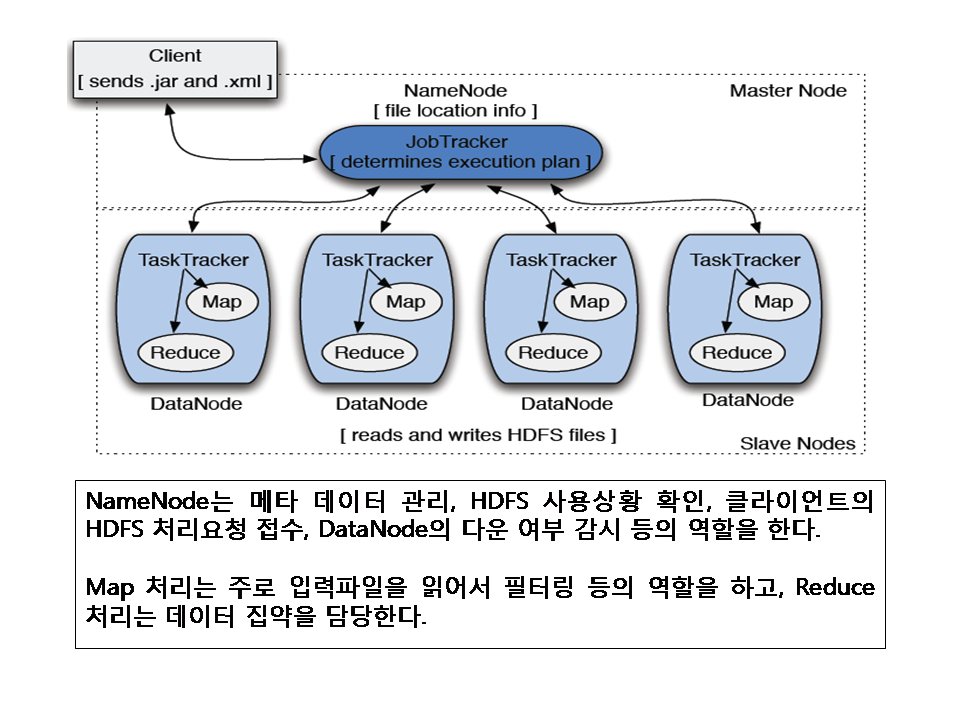 Client
[ sends .jar and .xml ]
NameNode
[ file location info ]
Master Node
JobTracker
[ determines execution plan ]
TaskTracker
Map
Reduce
TaskTracker
Map
Reduce
TaskTracker
Map
Reduce
TaskTracker
Map
Reduce
DataNode
DataNode
DataNode
DataNode
[ reads and writes HDFS files ]
Slave Nodes
NameNode는 메타 데이터 관리, HDFS 사용상황 확인, 클라이언트의
HDFS 처리요청 접수, DataNode의 다운 여부 감시 등의 역할을 한다.
Map 처리는 주로 입력파일을 읽어서 필터링 등의 역할을 하고, Reduce
처리는 데이터 집약을 담당한다.